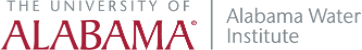 THE UNIVERSITY OF
ALABAMA®
Alabama Water
Institute